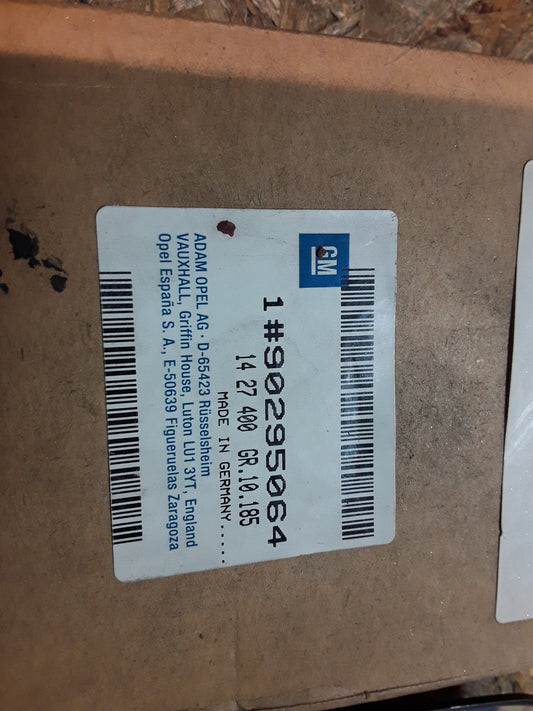 GM
1#90295064
14 27 400 GR.10.185
MADE IN GERMANY.....
ADAM OPEL AG · D-65423 Rüsselsheim
VAUXHALL, Griffin House, Luton LU1 3YT, England
Opel España S. A., E-50639 Figueruelas Zaragoza